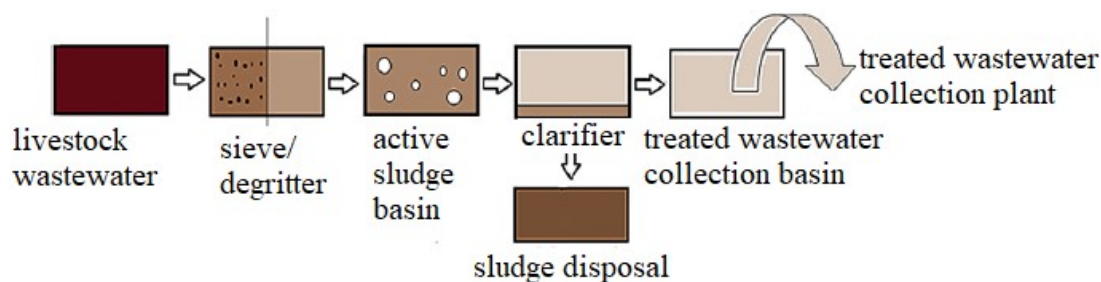 livestock
wastewater
sieve/
degritter
active
sludge
basin
clarifier
sludge disposal
treated wastewater
collection basin
treated wastewater
collection plant